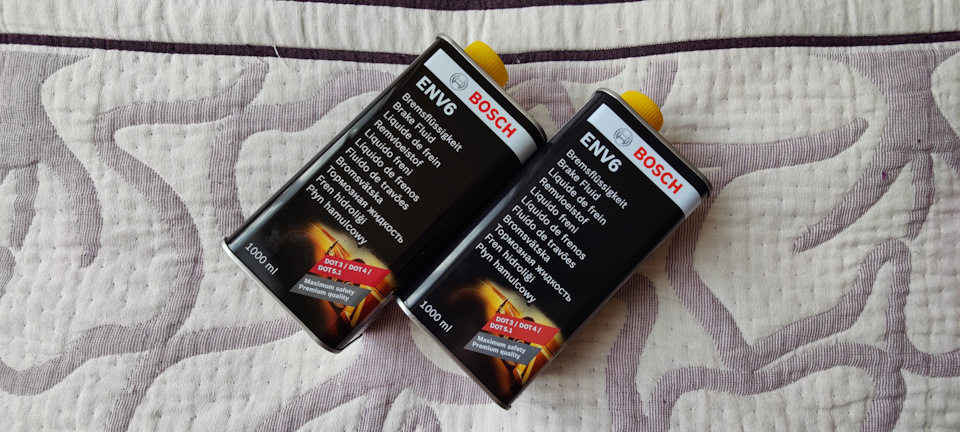 BOSCH
ENV6
Bremsflüssigkeit
Brake Fluid
Liquide de frein
Remvloeistof
Liquido freni
Líquido de frenos
Fluido de travões
Bromsvätska
Тормозная жидкость
Fren hidroliği
Płyn hamulcowy
1000 ml
DOT 3 / DOT 4 /
DOT 5.1
Maximum safety
Premium quality
BOSCH
ENV6
Bremsflüssigkeit
Brake Fluid
Liquide de frein
Remvloeistof
Liquido freni
Líquido de frenos
Fluido de travões
Bromsvätska
Тормозная жидкость
Fren hidroliği
Płyn hamulcowy
1000 ml
DOT 3 / DOT 4 /
DOT 5.1
Maximum safety
Premium quality